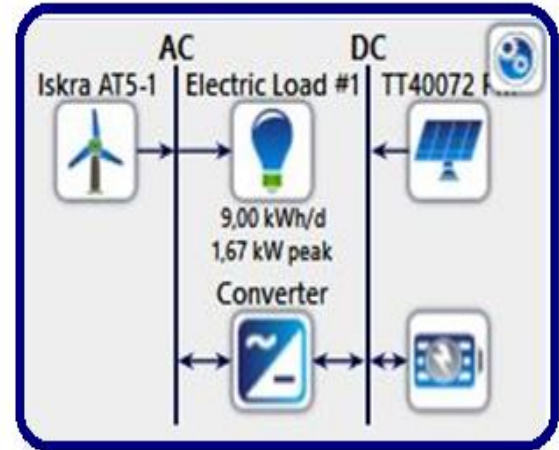 AC DC
Iskra AT5-1 Electric Load #1 TT40072
9,00 kWh/d
1,67 kW peak
Converter